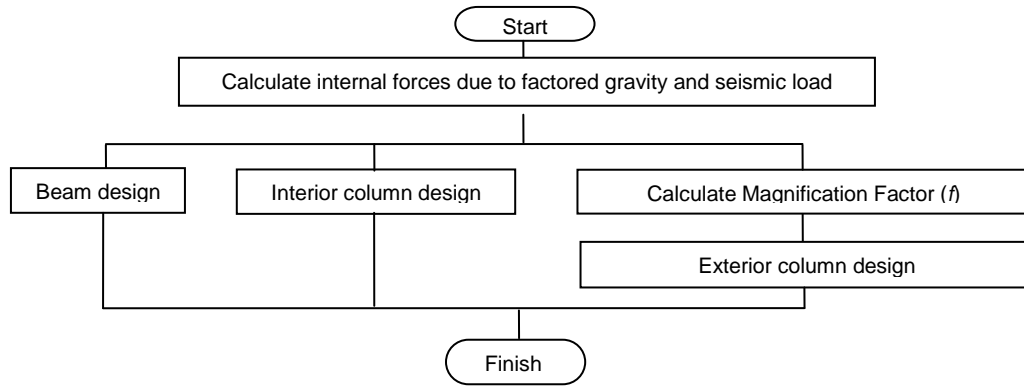 Start
Calculate internal forces due to factored gravity and seismic load
Beam design
Interior column design
Calculate Magnification Factor (f)
Exterior column design
Finish